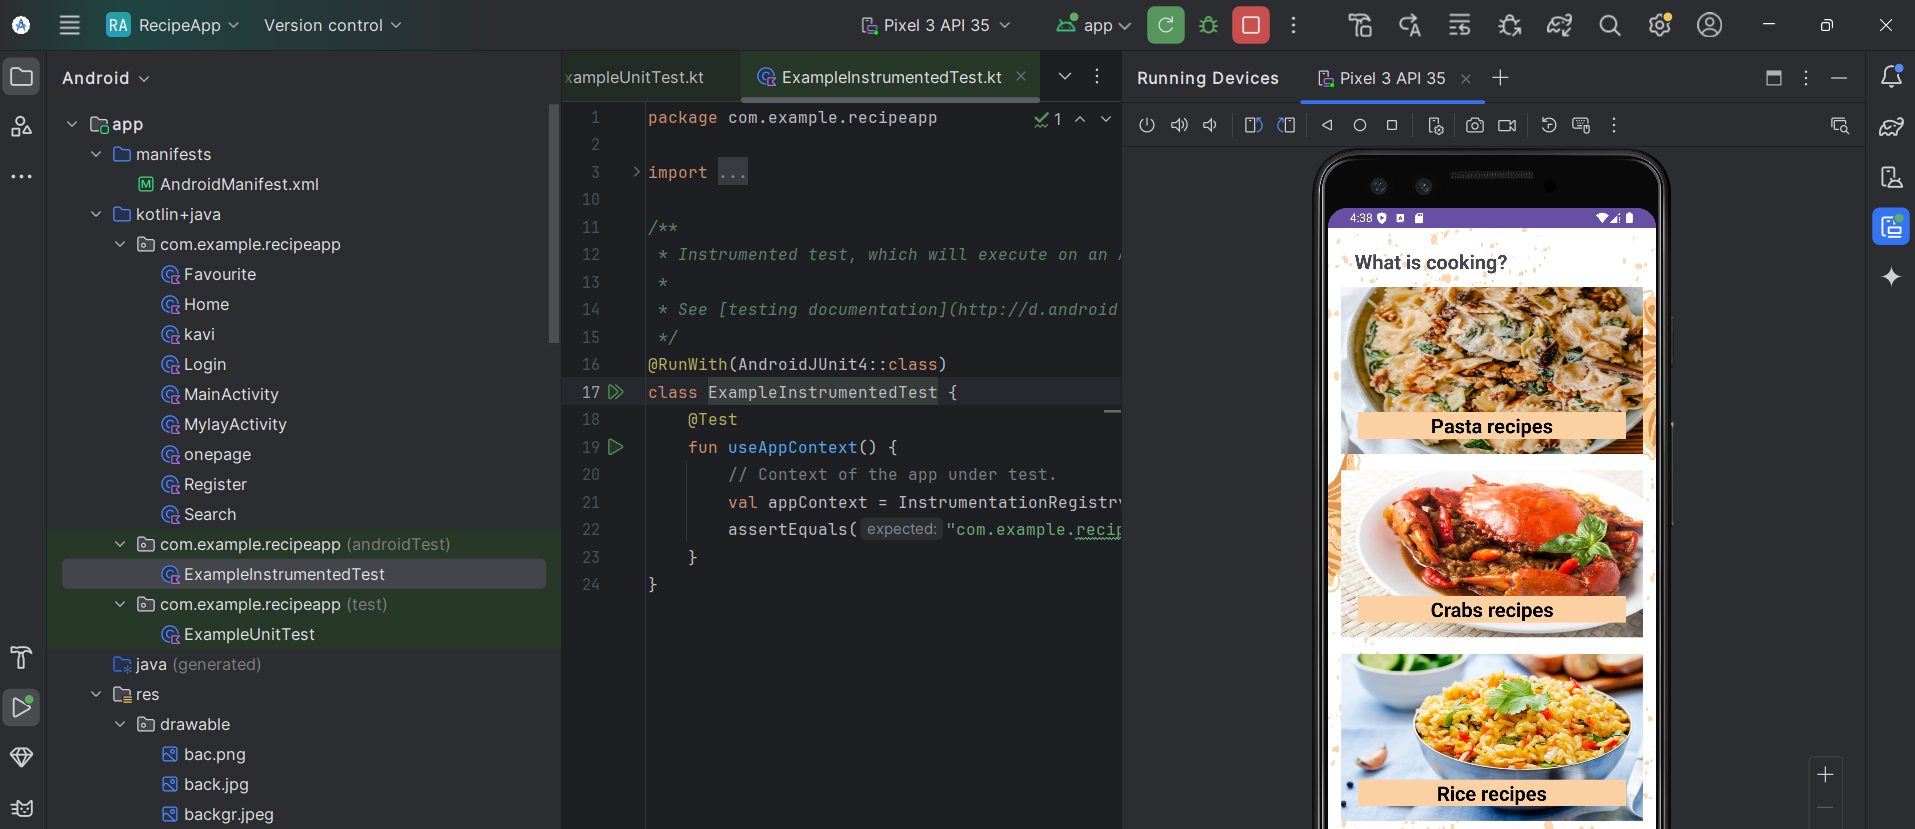 RA RecipeApp Version control Pixel 3 API 35 app
Android
app
manifests
AndroidManifest.xml
kotlin+java
com.example.recipeapp
Favourite
Home
kavi
Login
MainActivity
MylayActivity
onepage
Register
Search
com.example.recipeapp (androidTest)
ExampleInstrumentedTest
com.example.recipeapp (test)
ExampleUnitTest
java (generated)
res
drawable
bac.png
back.jpg
backgr.jpeg
xampleUnitTest.kt ExampleInstrumentedTest.kt
1 package com.example.recipeapp 1
2
3 import ...
10
11 /**
12 * Instrumented test, which will execute on an A
13 *
14 * See [testing documentation](http://d.android
15 */
16 @RunWith(AndroidJUnit4::class)
17 class ExampleInstrumentedTest {
18 @Test
19 fun useAppContext() {
20 // Context of the app under test.
21 val appContext = InstrumentationRegistry
22 assertEquals( expected: "com.example.recip
23 }
24 }
Running Devices Pixel 3 API 35
4:38
What is cooking?
Pasta recipes
Crabs recipes
Rice recipes